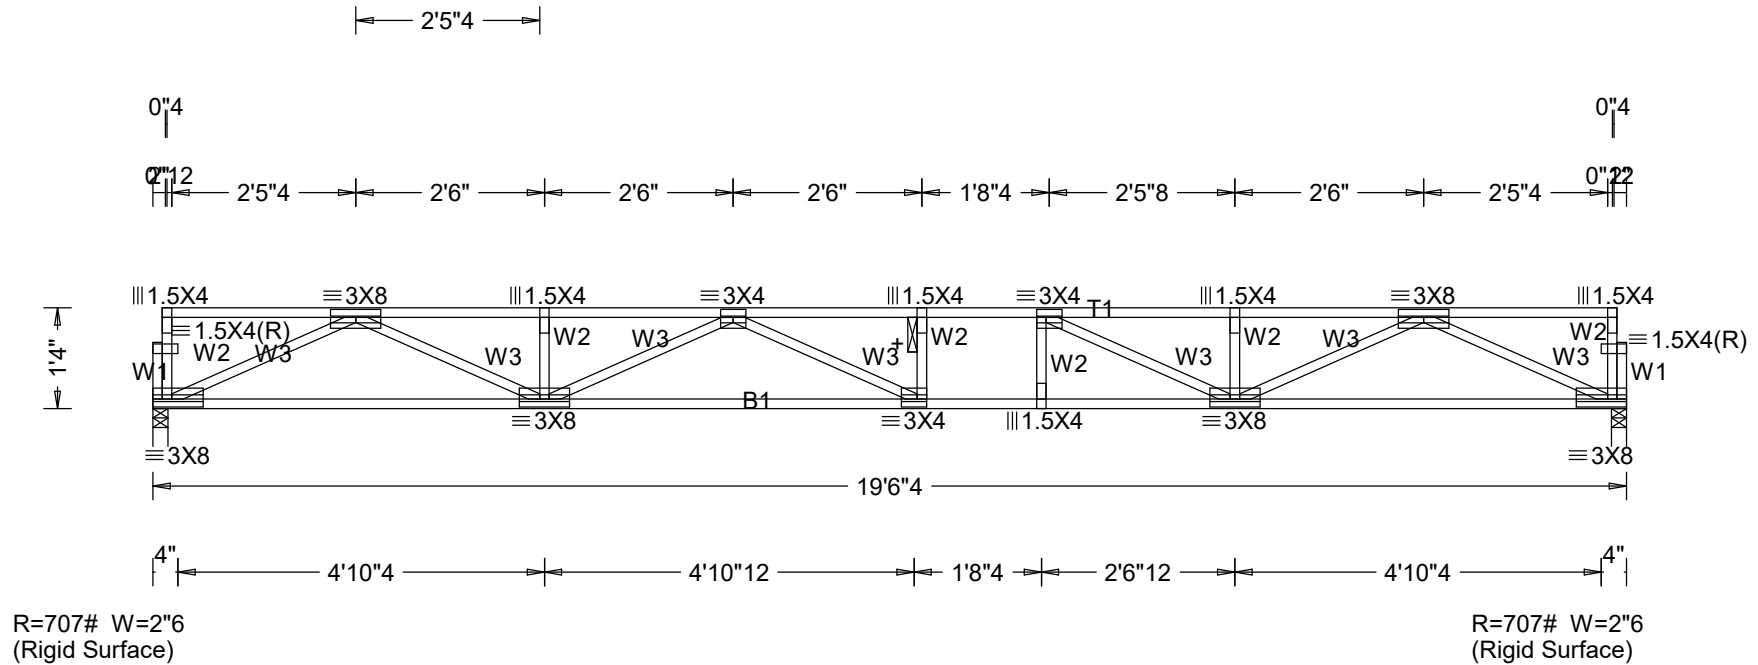 2'5"4
0"4 0"4
2'5"4 2'6" 2'6" 2'6" 1'8"4 2'5"8 2'6" 2'5"4
1.5X4 3X8 1.5X4 3X4 1.5X4 3X4 T1 1.5X4 3X8 1.5X4
1.5X4(R) W2 W3 W2 W2 W3 W2 1.5X4(R)
W2 W3 W3 W3 W2 W3 W3
1'4" W1 W1
B1
3X8 3X4 1.5X4 3X8
3X8 3X8
19'6"4
4" 4"
4'10"4 4'10"12 1'8"4 2'6"12 4'10"4
R=707# W=2"6 R=707# W=2"6
(Rigid Surface) (Rigid Surface)